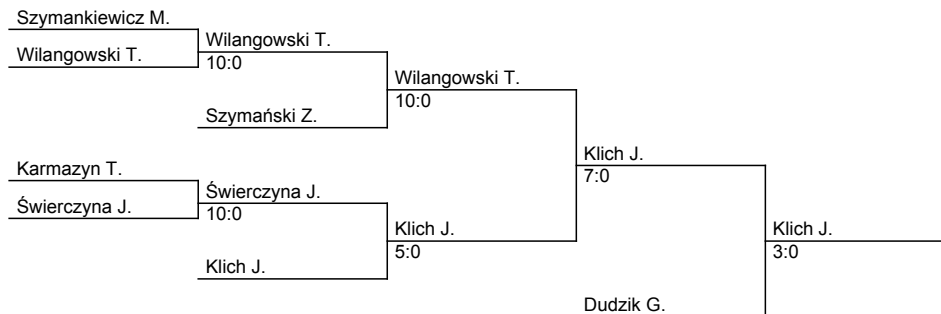 Szymankiewicz M.
Wilangowski T.
Wilangowski T.
10:0
Wilangowski T.
10:0
Szymański Z.
Karmazyn T.
Klich J.
7:0
Świerczyna J.
Świerczyna J.
10:0
Klich J.
5:0
Klich J.
3:0
Klich J.
Dudzik G.